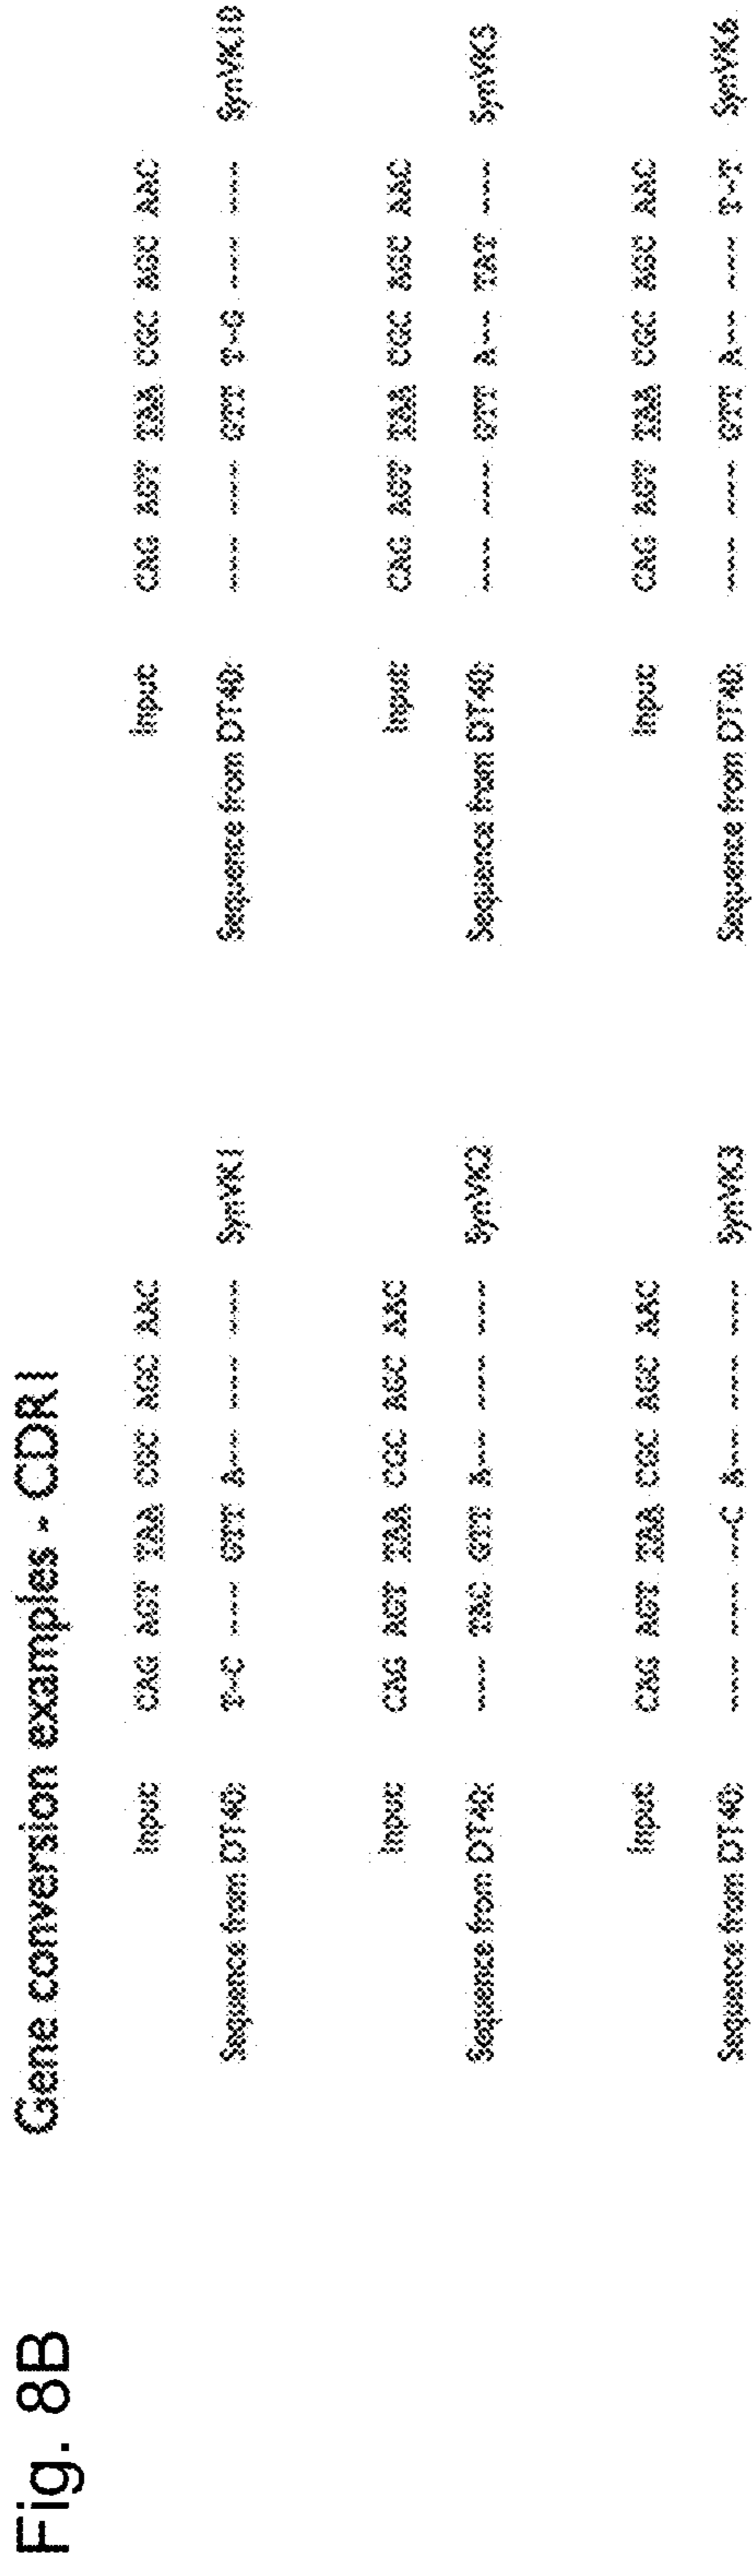 Fig. 8B
Gene conversion examples - CDR1
Input: CAG AGT TAA CGC AGC AAC
Sequence from DT40: T-C --- GTT A-- --- --- SynVK1
Input: CAG AGT TAA CGC AGC AAC
Sequence from DT40: --- TAC GTT A-- --- --- SynVK2
Input: CAG AGT TAA CGC AGC AAC
Sequence from DT40: --- --- --C A-- --- --- SynVK3
Input: CAG AGT TAA CGC AGC AAC
Sequence from DT40: --- --- GTT T-G --- --- SynVK10
Input: CAG AGT TAA CGC AGC AAC
Sequence from DT40: --- --- GTT A-- TAT --- SynVK5
Input: CAG AGT TAA CGC AGC AAC
Sequence from DT40: --- --- GTT A-- --- T-T SynVK6